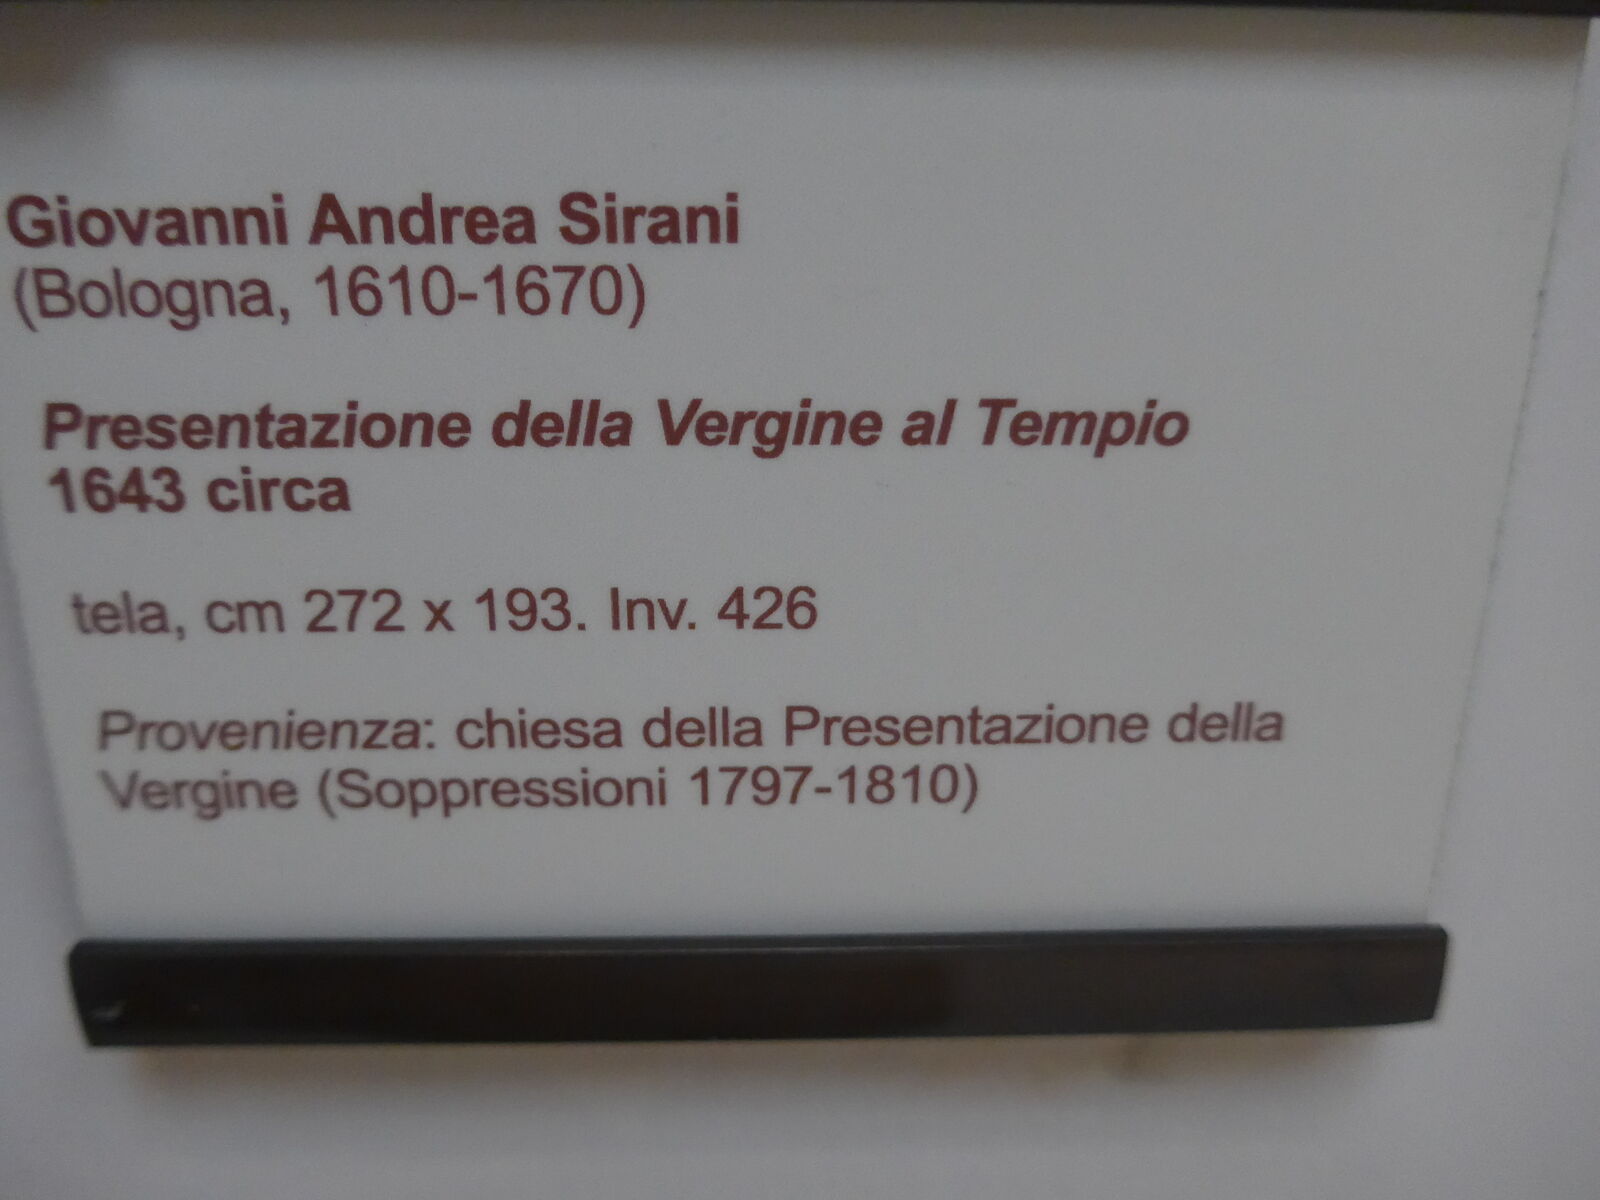 Giovanni Andrea Sirani
(Bologna, 1610-1670)
Presentazione della Vergine al Tempio
1643 circa
tela, cm 272 x 193. Inv. 426
Provenienza: chiesa della Presentazione della
Vergine (Soppressioni 1797-1810)